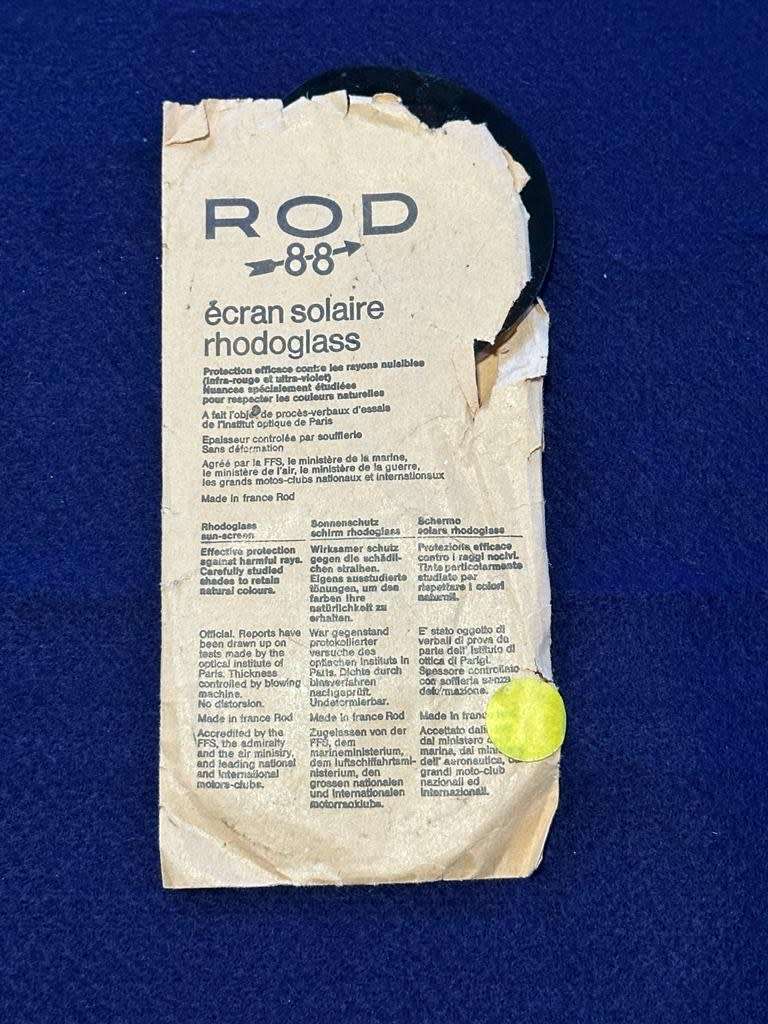 ROD
88
écran solaire
rhodoglass
Protection efficace contre les rayons nuisibles
(infra-rouge et ultra-violet)
Nuances spécialement étudiées
pour respecter les couleurs naturelles
A fait l'obje de procès-verbaux d'essais
de l'institut optique de Paris
Epaisseur controlée par soufflerie
Sans déformation
Agréé par la FFS, le ministère de la marine,
le ministère de l'air, le ministère de la guerre,
les grands motos-clubs nationaux et internationaux
Made in france Rod
Rhodoglass
sun-screen
Effective protection
against harmful rays.
Carefully studied
shades to retain
natural colours.
Official. Reports have
been drawn up on
tests made by the
optical institute of
Paris. Thickness
controlled by blowing
machine.
No distorsion.
Made in france Rod
Accredited by the
FFS, the admiralty
and the air ministry,
and leading national
and international
motors-clubs.
Sonnenschutz
schirm rhodoglass
Wirksamer schutz
gegen die schädli-
chen stralhen.
Eigens ausstudierte
tönungen, um den
farben ihre
natürlichkeit zu
erhalten.
War gegenstand
protokollierter
versuche des
optischen instituts in
Paris. Dichte durch
blasverfahren
nachgeprüft.
Undeformierbar.
Made in france Rod
Zugelassen von der
FFS, dem
marineministerium,
dem luftschiffahrtsmi-
nisterium, den
grossen nationalen
und internationalen
motorradklubs.
Schermo
solare rhodoglass
Protezione efficace
contro i raggi nocivi.
Tinte particolarmente
studiate per
rispettare i colori
naturali.
E' stato oggetto di
verbali di prova da
parte dell' Istituto di
ottica di Parigi.
Spessore controllato
con soffieria senza
deformazione.
Made in franc
Accettato dall
dal ministero
marina, dal mini
dell' aeronautica,
grandi moto-club
nazionali ed
internazionali.